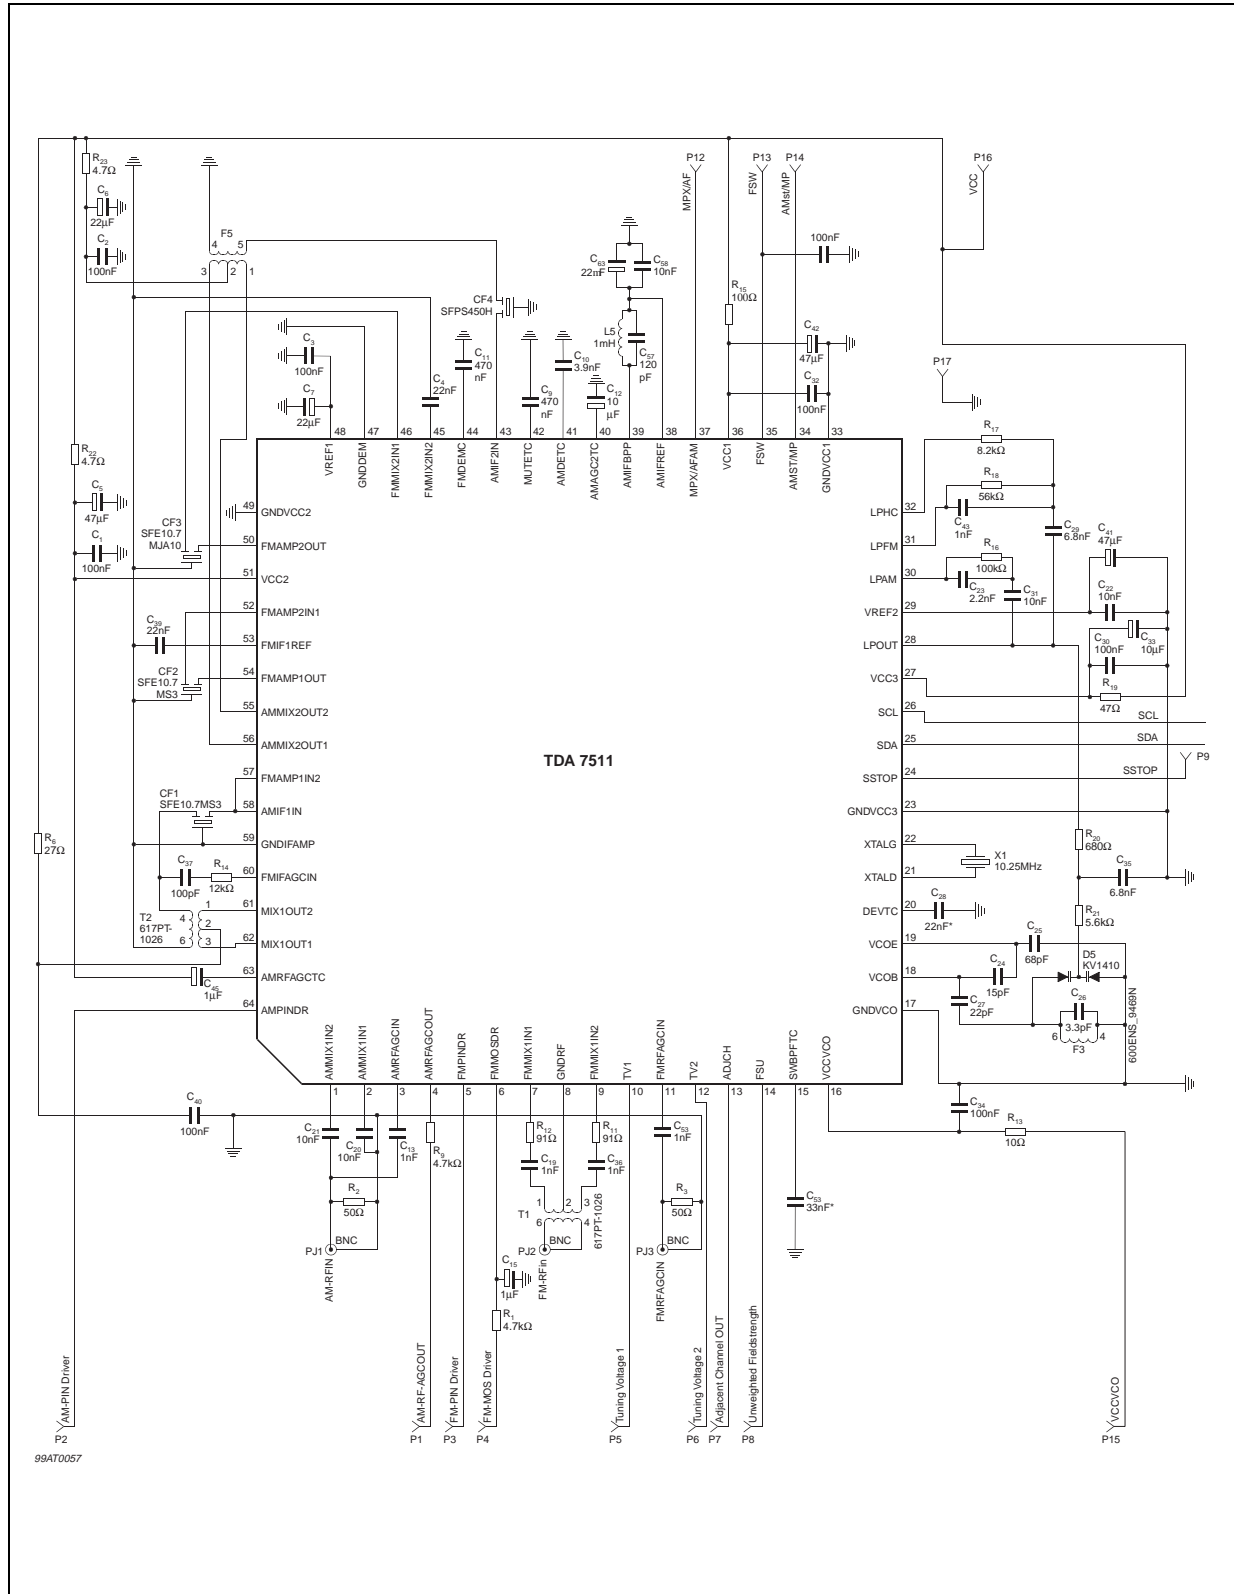 P12
P13
P14
P16
MPX/AF
FSW
AMst/MP
VCC
R23
4.7Ω
C6
22µF
C2
100nF
F5
4
5
3
2
1
100nF
C63
22mF
C58
10nF
CF4
SFPS450H
R15
100Ω
L5
1mH
C57
120
pF
C42
47µF
C32
100nF
P17
C3
100nF
C7
22µF
C4
22nF
C11
470
nF
C9
470
nF
C10
3.9nF
C12
10
µF
48
47
46
45
44
43
42
41
40
39
38
37
36
35
34
33
VREF1
GNDDEM
FMMIX2IN1
FMMIX2IN2
FMDEMC
AMIF2IN
MUTETC
AMDETC
AMAGC2TC
AMIFBPP
AMIFREF
MPX/AFAM
VCC1
FSW
AMST/MP
GNDVCC1
R22
4.7Ω
C5
47µF
C1
100nF
CF3
SFE10.7
MJA10
C39
22nF
CF2
SFE10.7
MS3
CF1
SFE10.7MS3
R6
27Ω
C37
100pF
R14
12kΩ
T2
617PT-
1026
4
6
1
2
3
C45
1µF
49 GNDVCC2
50 FMAMP2OUT
51 VCC2
52 FMAMP2IN1
53 FMIF1REF
54 FMAMP1OUT
55 AMMIX2OUT2
56 AMMIX2OUT1
57 FMAMP1IN2
58 AMIF1IN
59 GNDIFAMP
60 FMIFAGCIN
61 MIX1OUT2
62 MIX1OUT1
63 AMRFAGCTC
64 AMPINDR
TDA 7511
LPHC 32
LPFM 31
LPAM 30
VREF2 29
LPOUT 28
VCC3 27
SCL 26
SDA 25
SSTOP 24
GNDVCC3 23
XTALG 22
XTALD 21
DEVTC 20
VCOE 19
VCOB 18
GNDVCO 17
R17
8.2kΩ
R18
56kΩ
C43
1nF
C29
6.8nF
C41
47µF
R16
100kΩ
C23
2.2nF
C31
10nF
C22
10nF
C30
100nF
C33
10µF
R19
47Ω
SCL
SDA
P9
SSTOP
R20
680Ω
X1
10.25MHz
C35
6.8nF
C28
22nF*
R21
5.6kΩ
C25
68pF
D5
KV1410
C24
15pF
C27
22pF
C26
3.3pF
6
4
F3
600ENS_9469N
AMMIX1IN2
AMMIX1IN1
AMRFAGCIN
AMRFAGCOUT
FMPINDR
FMMOSDR
FMMIX1IN1
GNDRF
FMMIX1IN2
TV1
FMRFAGCIN
TV2
ADJCH
FSU
SWBPFTC
VCCVCO
1
2
3
4
5
6
7
8
9
10
11
12
13
14
15
16
C40
100nF
C21
10nF
C20
10nF
C13
1nF
R9
4.7kΩ
R12
91Ω
R11
91Ω
C19
1nF
C36
1nF
C53
1nF
C34
100nF
R13
10Ω
R2
50Ω
T1
1
2
3
6
4
617PT-1026
R3
50Ω
C53
33nF*
PJ1
BNC
AM-RFIN
PJ2
BNC
FM-RFin
PJ3
BNC
FMRFAGCIN
C15
1µF
R1
4.7kΩ
AM-PIN Driver
AM-RF-AGCOUT
FM-PIN Driver
FM-MOS Driver
Tuning Voltage 1
Tuning Voltage 2
Adjacent Channel OUT
Unweighted Fieldstrength
VCCVCO
P2
P1
P3
P4
P5
P6
P7
P8
P15
99AT0057